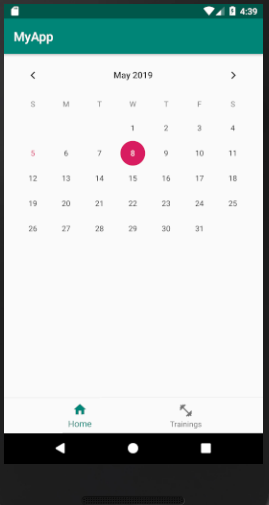 4:39
MyApp
May 2019
S M T W T F S
1 2 3 4
5 6 7 8 9 10 11
12 13 14 15 16 17 18
19 20 21 22 23 24 25
26 27 28 29 30 31
Home Trainings